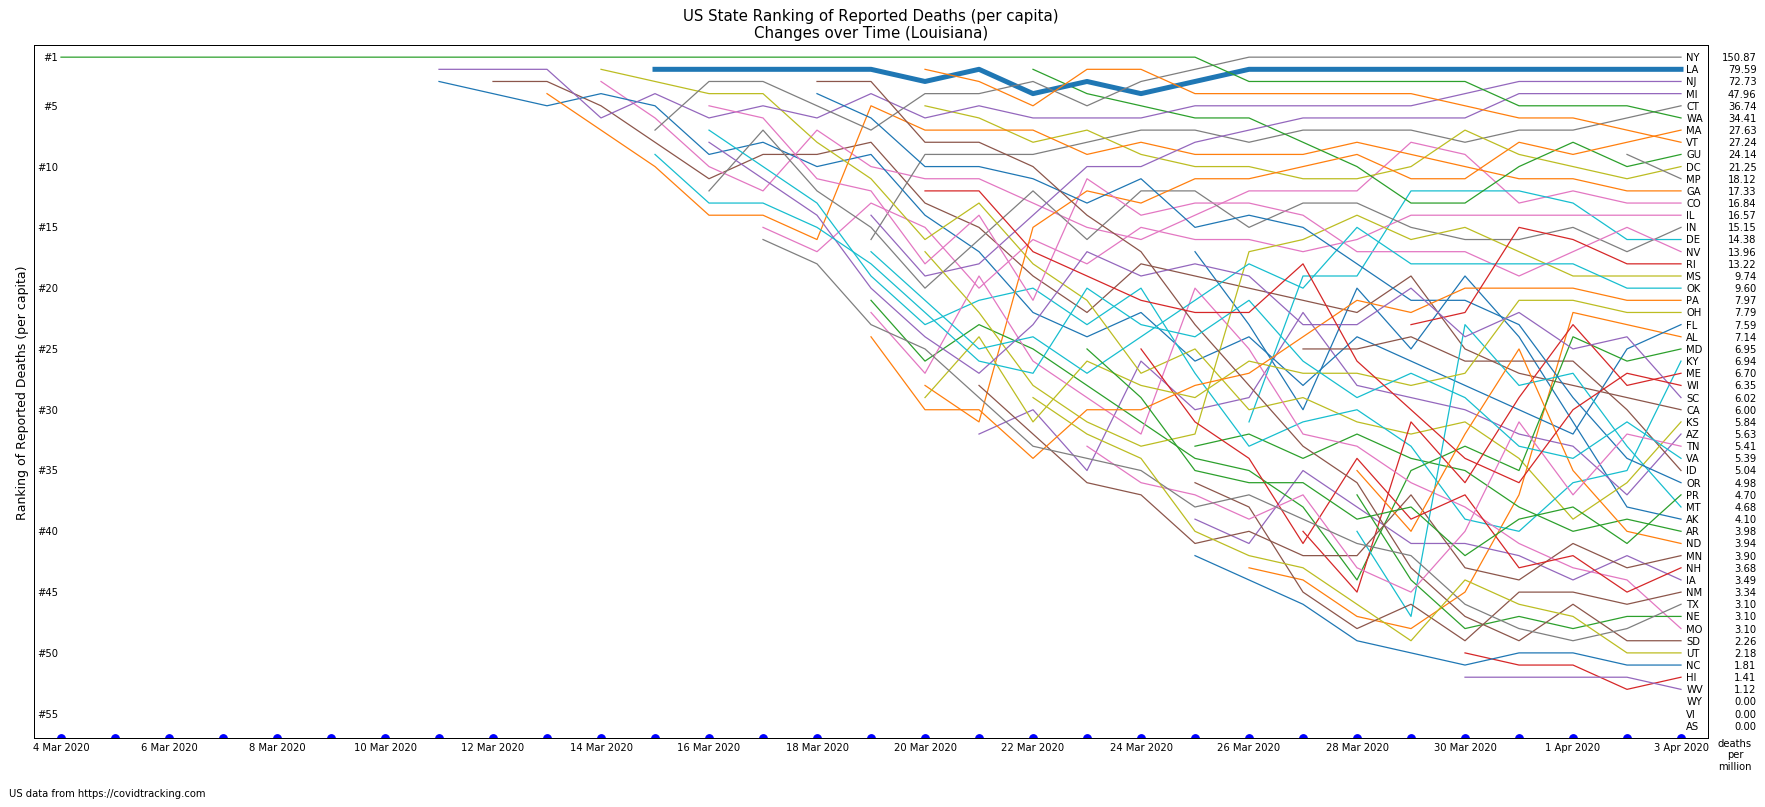 US State Ranking of Reported Deaths (per capita)
Changes over Time (Louisiana)
Ranking of Reported Deaths (per capita)
#1
#5
#10
#15
#20
#25
#30
#35
#40
#45
#50
#55
NY 150.87
LA 79.59
NJ 72.73
MI 47.96
CT 36.74
WA 34.41
MA 27.63
VT 27.24
GU 24.14
DC 21.25
MP 18.12
GA 17.33
CO 16.84
IL 16.57
IN 15.15
DE 14.38
NV 13.96
RI 13.22
MS 9.74
OK 9.60
PA 7.97
OH 7.79
FL 7.59
AL 7.14
MD 6.95
KY 6.94
ME 6.70
WI 6.35
SC 6.02
CA 6.00
KS 5.84
AZ 5.63
TN 5.41
VA 5.39
ID 5.04
OR 4.98
PR 4.70
MT 4.68
AK 4.10
AR 3.98
ND 3.94
MN 3.90
NH 3.68
IA 3.49
NM 3.34
TX 3.10
NE 3.10
MO 3.10
SD 2.26
UT 2.18
NC 1.81
HI 1.41
WV 1.12
WY 0.00
VI 0.00
AS 0.00
4 Mar 2020 6 Mar 2020 8 Mar 2020 10 Mar 2020 12 Mar 2020 14 Mar 2020 16 Mar 2020 18 Mar 2020 20 Mar 2020 22 Mar 2020 24 Mar 2020 26 Mar 2020 28 Mar 2020 30 Mar 2020 1 Apr 2020 3 Apr 2020
deaths
per
million
US data from https://covidtracking.com